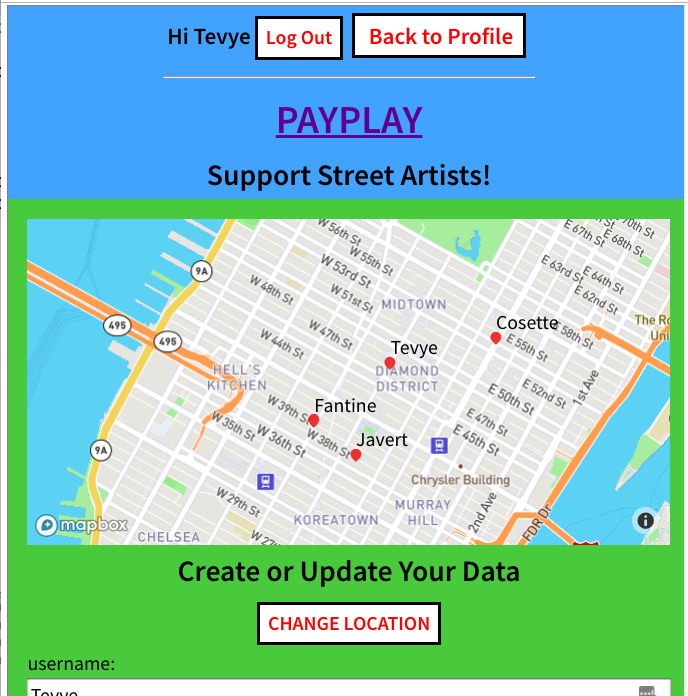 Hi Tevye Log Out Back to Profile
PAYPLAY
Support Street Artists!
W 56th St
E 70th St
E 67th St
E 68th St
W 55th St
9A
W 53rd St
E 63rd St
E 64th St
W 48th St
W 51st St
E 62nd St
MIDTOWN
495
Cosette
E 58th St
The Ro
Uni
495
W 44th St
W 47th St
Tevye
E 55th St
HELL'S
KITCHEN
DIAMOND
DISTRICT
E 52nd St
1st Ave
E 50th St
W 39th St
Fantine
E 47th St
W 35th St
W 36th St
W 38th St
Javert
E 45th St
9A
Chrysler Building
W 29th St
KOREATOWN
MURRAY
HILL
2nd Ave
FDR Dr
mapbox
CHELSEA
W 27th
Create or Update Your Data
CHANGE LOCATION
username:
Tevye